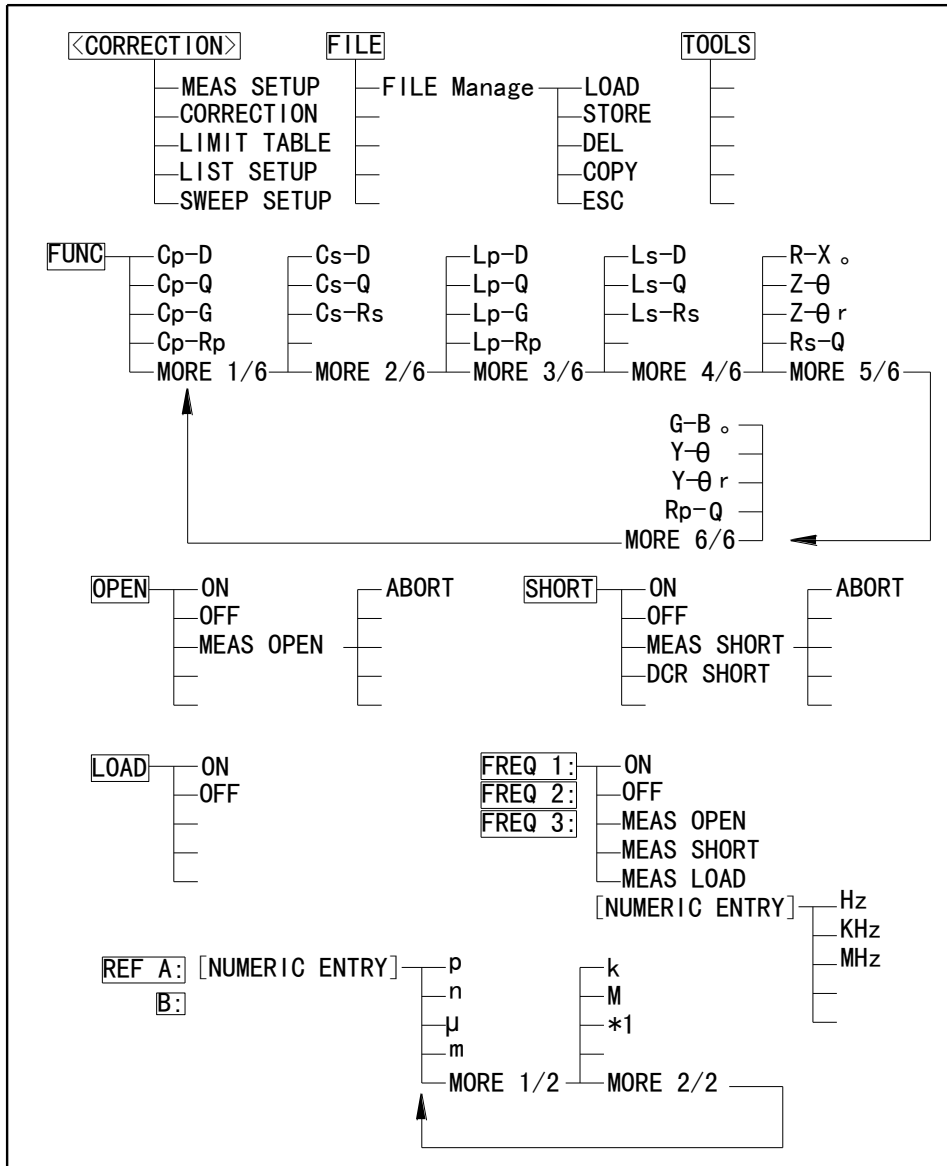 <CORRECTION> FILE TOOLS
MEAS SETUP FILE Manage LOAD
CORRECTION STORE
LIMIT TABLE DEL
LIST SETUP COPY
SWEEP SETUP ESC
FUNC Cp-D Cs-D Lp-D Ls-D R-X 。
Cp-Q Cs-Q Lp-Q Ls-Q Z-θ
Cp-G Cs-Rs Lp-G Ls-Rs Z-θ r
Cp-Rp Lp-Rp Rs-Q
MORE 1/6 MORE 2/6 MORE 3/6 MORE 4/6 MORE 5/6
G-B 。
Y-θ
Y-θ r
Rp-Q
MORE 6/6
OPEN ON ABORT SHORT ON ABORT
OFF OFF
MEAS OPEN MEAS SHORT
DCR SHORT
LOAD ON FREQ 1: ON
OFF FREQ 2: OFF
FREQ 3: MEAS OPEN
MEAS SHORT
MEAS LOAD
[NUMERIC ENTRY] Hz
KHz
MHz
REF A: [NUMERIC ENTRY] p k
B: n M
μ *1
m
MORE 1/2 MORE 2/2